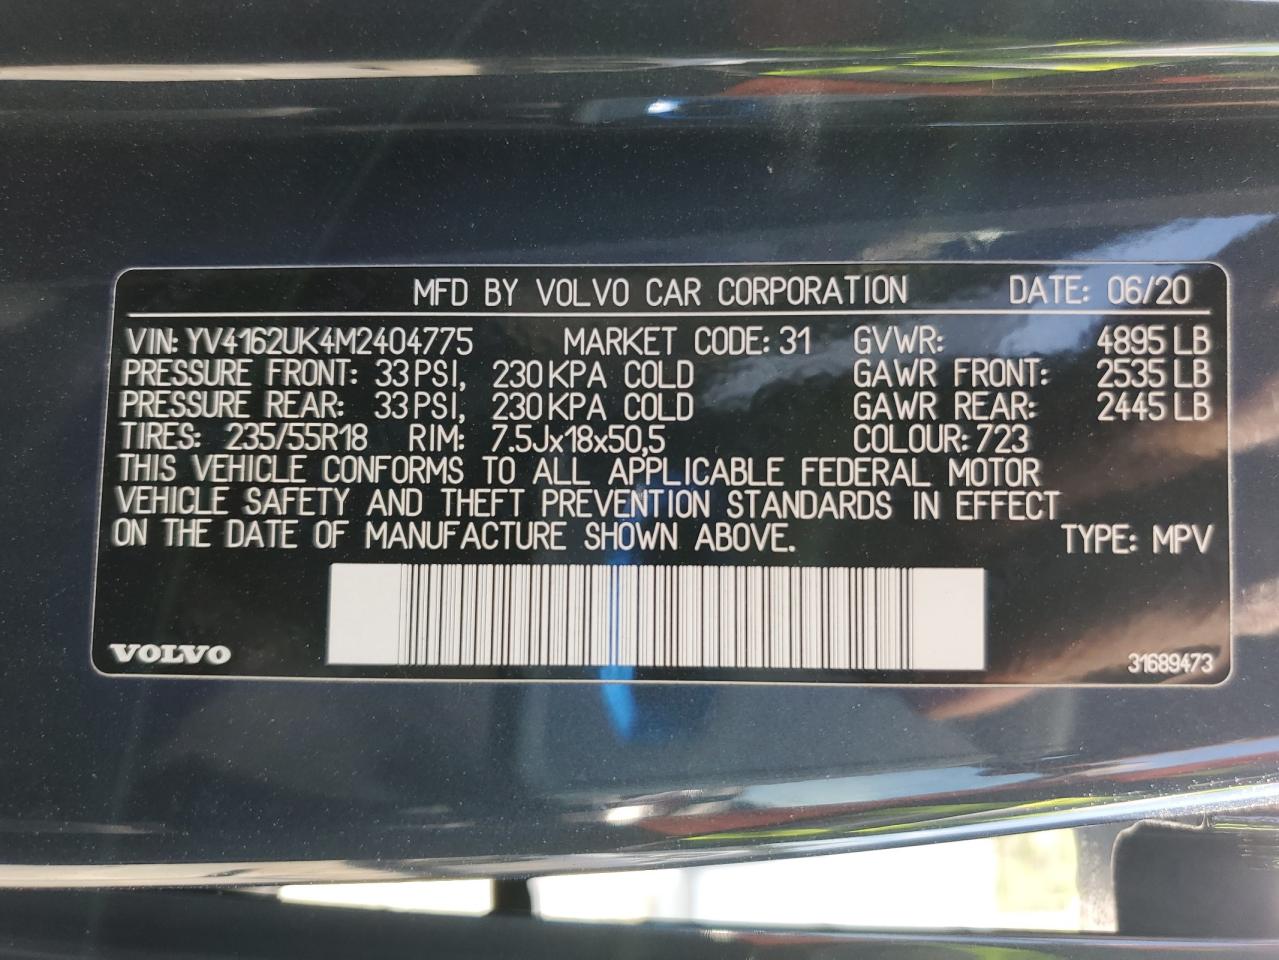 MFD BY VOLVO CAR CORPORATION DATE: 06/20
VIN: YV4162UK4M2404775 MARKET CODE: 31 GVWR: 4895 LB
PRESSURE FRONT: 33 PSI, 230 KPA COLD GAWR FRONT: 2535 LB
PRESSURE REAR: 33 PSI, 230 KPA COLD GAWR REAR: 2445 LB
TIRES: 235/55R18 RIM: 7.5Jx18x50,5 COLOUR: 723
THIS VEHICLE CONFORMS TO ALL APPLICABLE FEDERAL MOTOR
VEHICLE SAFETY AND THEFT PREVENTION STANDARDS IN EFFECT
ON THE DATE OF MANUFACTURE SHOWN ABOVE. TYPE: MPV
VOLVO 31689473